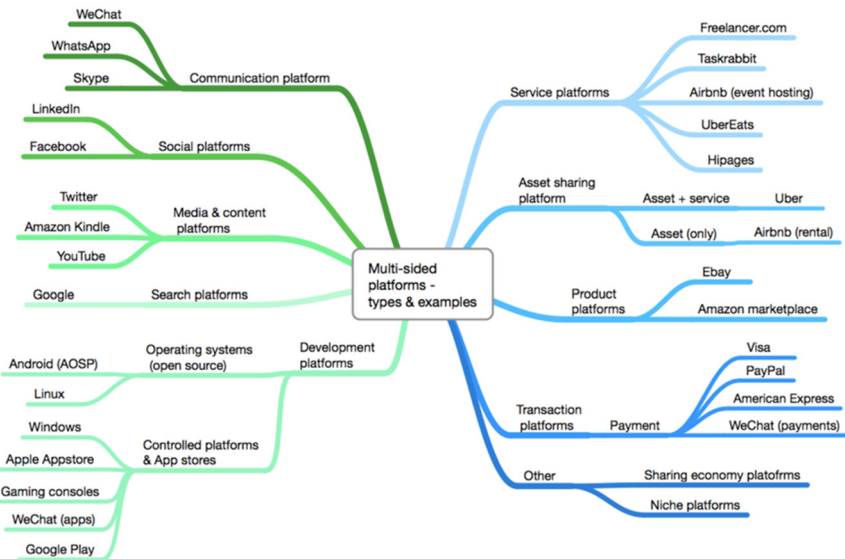 WeChat
WhatsApp
Skype
Communication platform
LinkedIn
Facebook
Social platforms
Twitter
Amazon Kindle
YouTube
Media & content
platforms
Google
Search platforms
Android (AOSP)
Linux
Operating systems
(open source)
Development
platforms
Windows
Apple Appstore
Gaming consoles
WeChat (apps)
Google Play
Controlled platforms
& App stores
Multi-sided
platforms -
types & examples
Service platforms
Freelancer.com
Taskrabbit
Airbnb (event hosting)
UberEats
Hipages
Asset sharing
platform
Asset + service
Uber
Asset (only)
Airbnb (rental)
Product
platforms
Ebay
Amazon marketplace
Transaction
platforms
Payment
Visa
PayPal
American Express
WeChat (payments)
Other
Sharing economy platofrms
Niche platforms